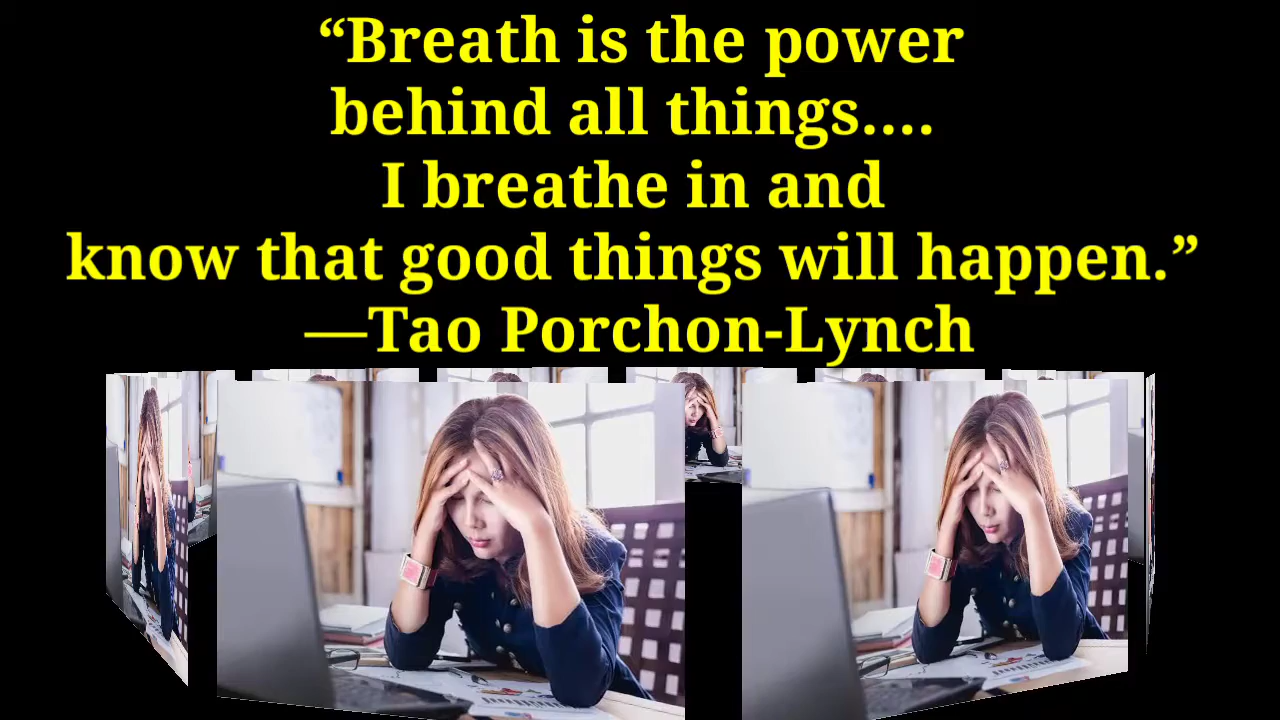 “Breath is the power
behind all things....
I breathe in and
know that good things will happen.”
—Tao Porchon-Lynch